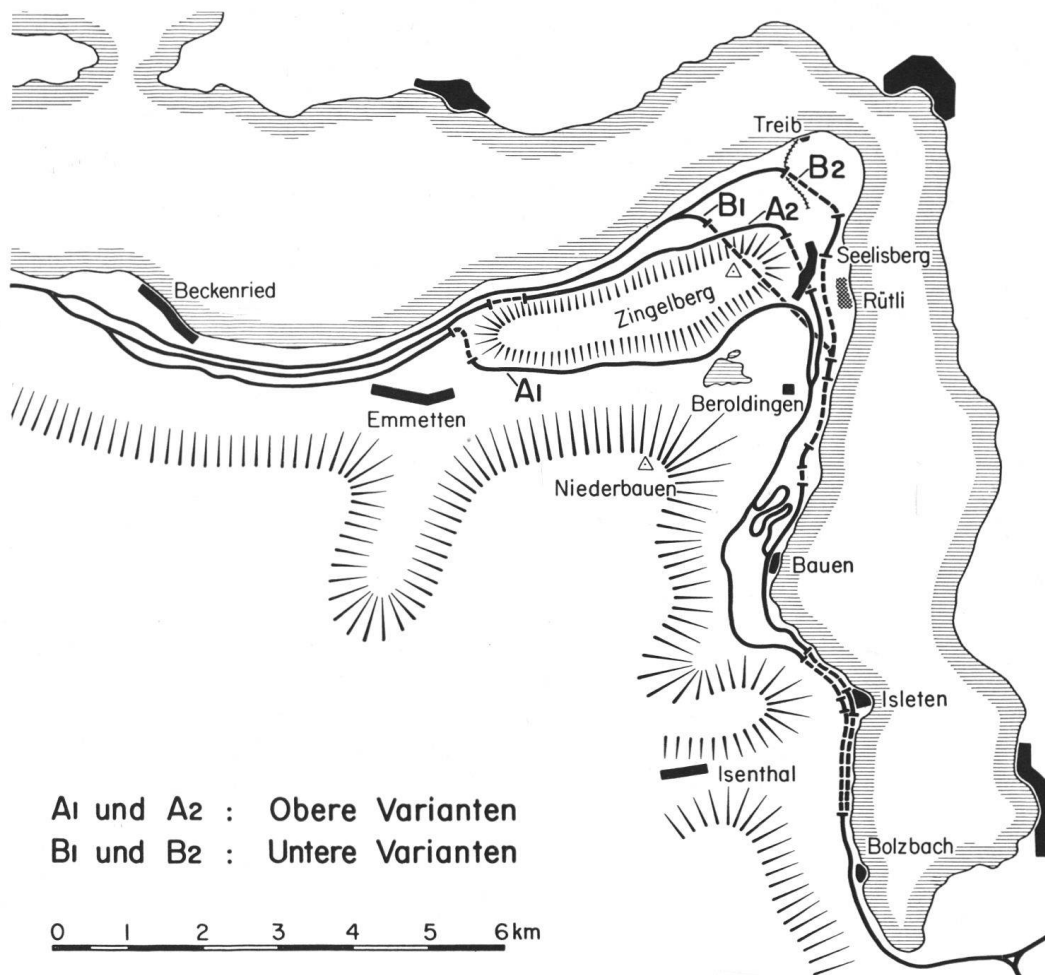 Treib
B2
B1 A2
Seelisberg
Rütli
Beckenried
Zingelberg
A1
Emmetten
Beroldingen
Niederbauen
Bauen
Isleten
Isenthal
A1 und A2 : Obere Varianten
B1 und B2 : Untere Varianten
Bolzbach
0 1 2 3 4 5 6 km